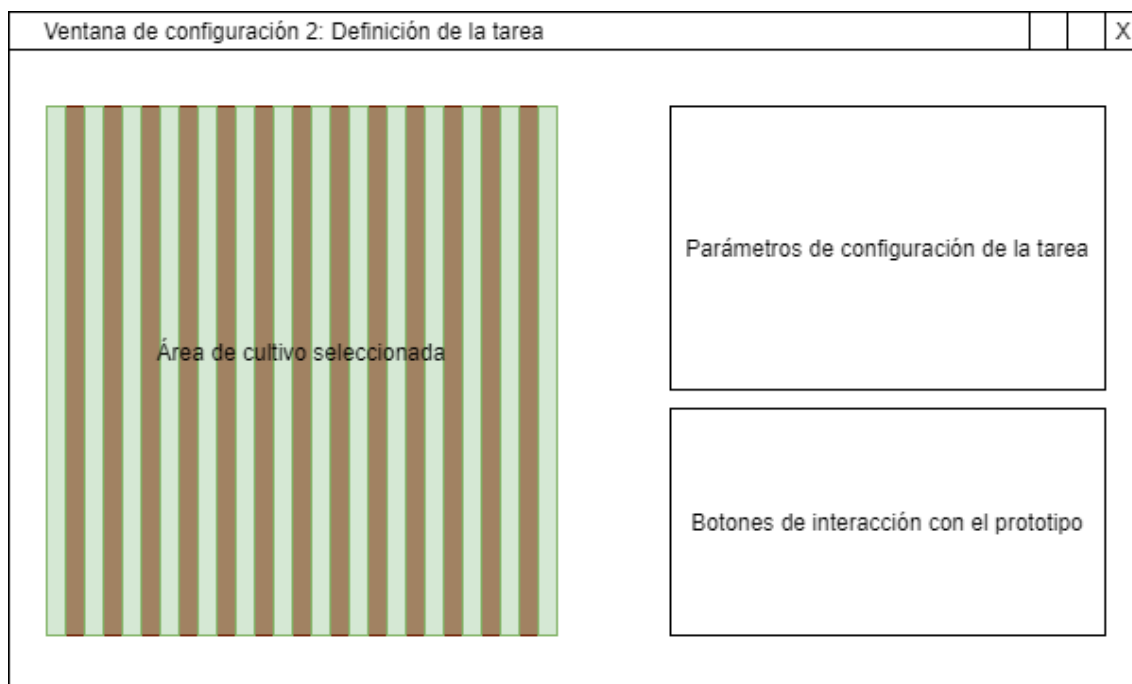 Ventana de configuración 2: Definición de la tarea
X
Área de cultivo seleccionada
Parámetros de configuración de la tarea
Botones de interacción con el prototipo